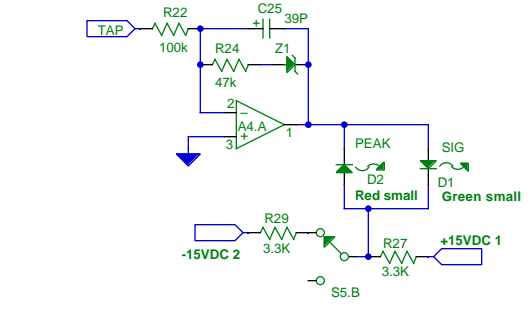 C25
R22
+
39P
TAP
R24
Z1
100k
47k
2
−
A4.A
1
+
3
PEAK
SIG
D2
D1
Red small
Green small
R29
R27
+15VDC 1
-15VDC 2
3.3K
3.3K
S5.B